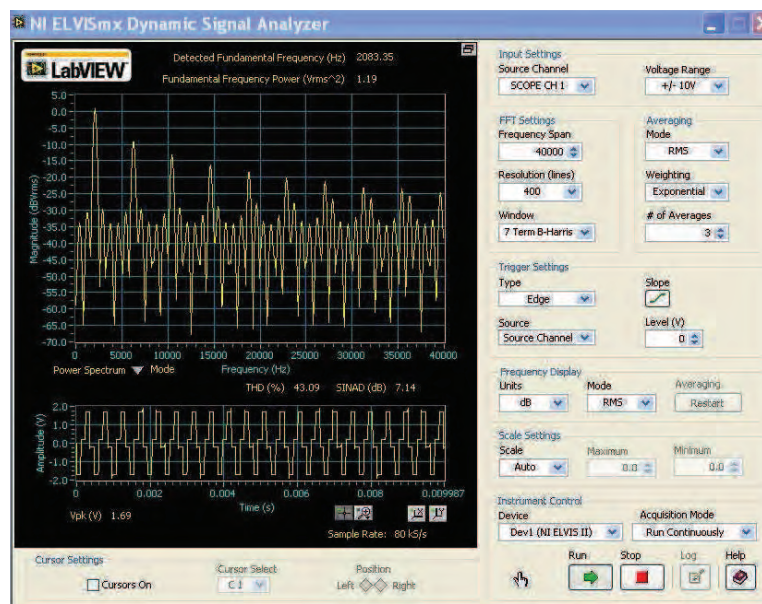 NI ELVISmx Dynamic Signal Analyzer
LabVIEW
Detected Fundamental Frequency (Hz) 2083.35
Fundamental Frequency Power (Vrms^2) 1.19
Magnitude (dBVrms)
5.0
0.0
-5.0
-10.0
-15.0
-20.0
-25.0
-30.0
-35.0
-40.0
-45.0
-50.0
-55.0
-60.0
-65.0
-70.0
0 5000 10000 15000 20000 25000 30000 35000 40000
Power Spectrum Mode Frequency (Hz)
THD (%) 43.09 SINAD (dB) 7.14
Amplitude (V)
2.0
1.0
0.0
-1.0
-2.0
0 0.002 0.004 0.006 0.008 0.009987
Time (s)
Vpk (V) 1.69
Sample Rate: 80 kS/s
Cursor Settings
Cursors On
Cursor Select
C1
Position
Left Right
Input Settings
Source Channel Voltage Range
SCOPE CH 1 +/- 10V
FFT Settings
Frequency Span
40000
Resolution (lines)
400
Window
7 Term B-Harris
Averaging
Mode
RMS
Weighting
Exponential
# of Averages
3
Trigger Settings
Type Slope
Edge
Source Level (V)
Source Channel 0
Frequency Display
Units Mode Averaging
dB RMS Restart
Scale Settings
Scale Maximum Minimum
Auto 0.0 0.0
Instrument Control
Device Acquisition Mode
Dev1 (NI ELVIS II) Run Continuously
Run Stop Log Help